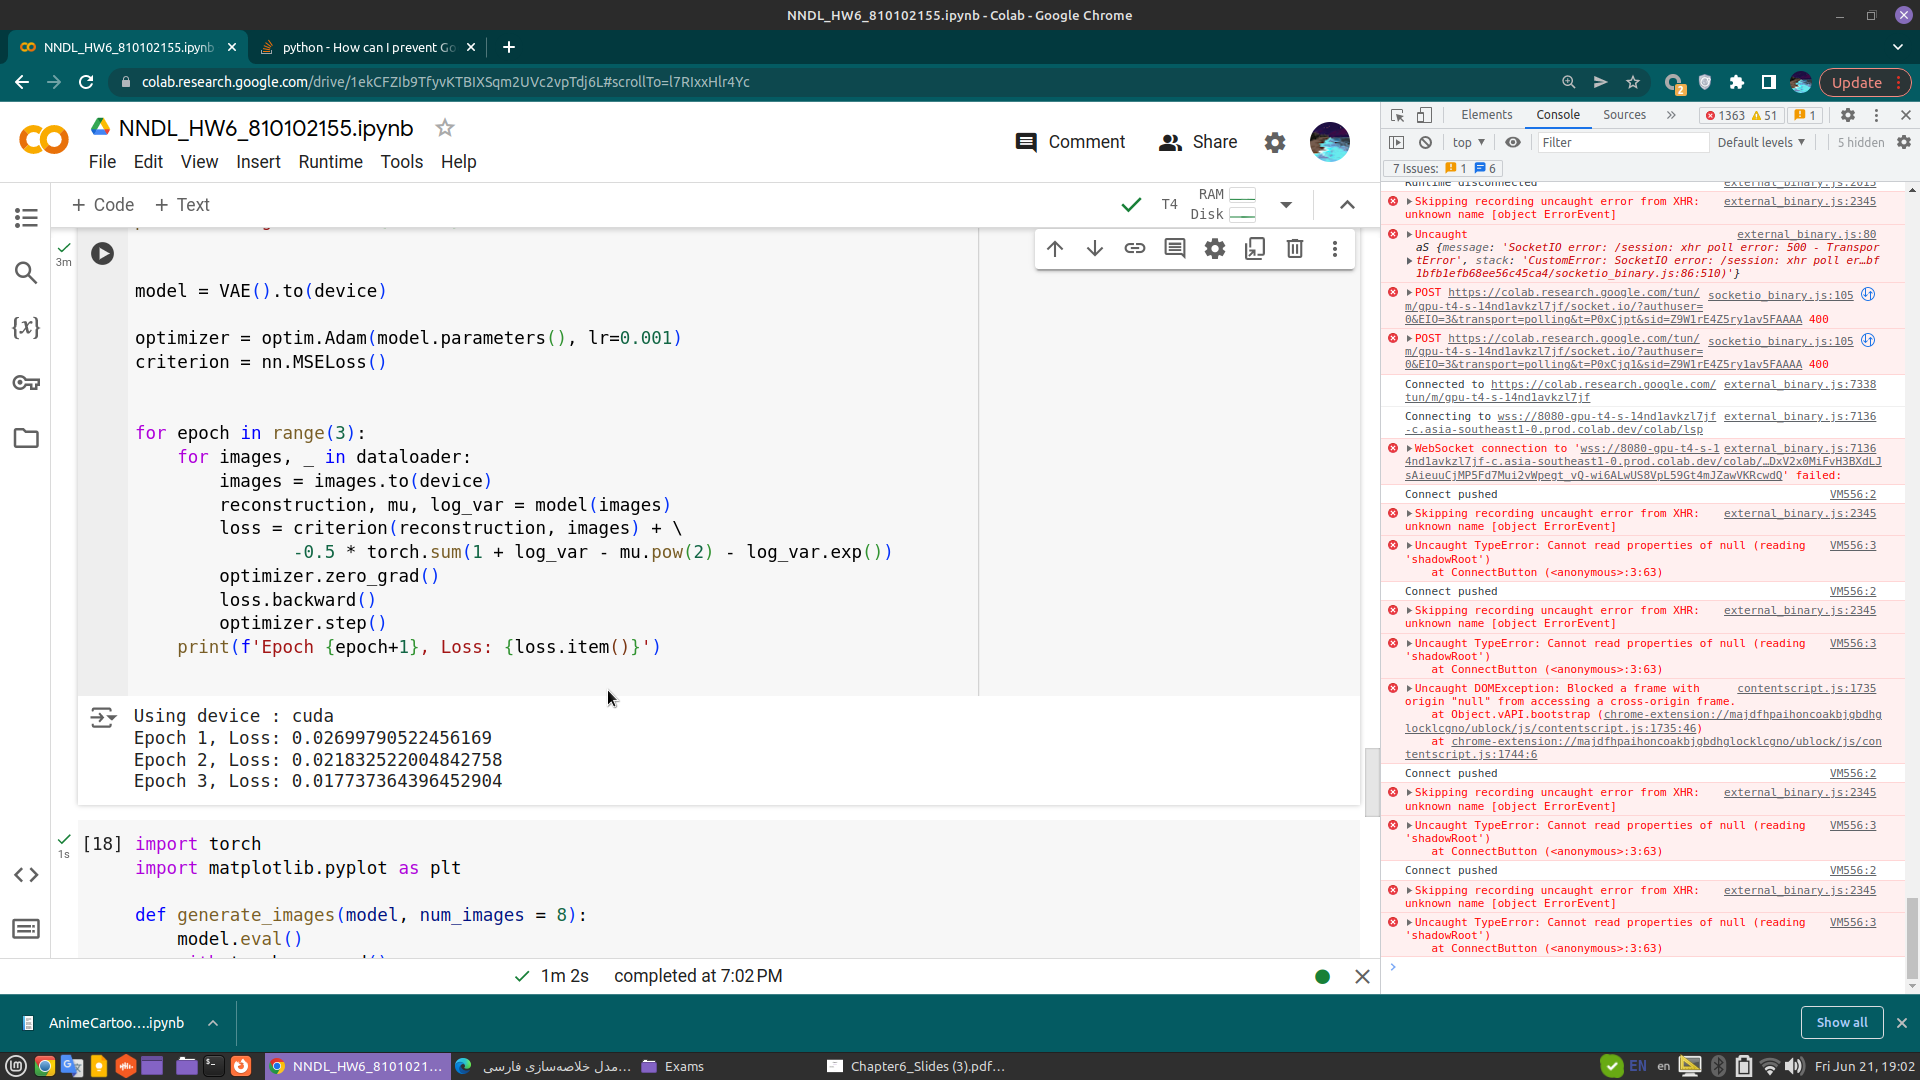 NNDL_HW6_810102155.ipynb - Colab - Google Chrome
NNDL_HW6_810102155.ipynb
python - How can I prevent Go
colab.research.google.com/drive/1ekCFZIb9TfyvKTBIXSqm2UVc2vpTdj6L#scrollTo=l7RIxxHlr4Yc
2
Update
NNDL_HW6_810102155.ipynb
Comment
Share
File Edit View Insert Runtime Tools Help
+ Code + Text
T4
RAM
Disk
3m
model = VAE().to(device)
optimizer = optim.Adam(model.parameters(), lr=0.001)
criterion = nn.MSELoss()
for epoch in range(3):
for images, _ in dataloader:
images = images.to(device)
reconstruction, mu, log_var = model(images)
loss = criterion(reconstruction, images) + \
-0.5 * torch.sum(1 + log_var - mu.pow(2) - log_var.exp())
optimizer.zero_grad()
loss.backward()
optimizer.step()
print(f'Epoch {epoch+1}, Loss: {loss.item()}')
Using device : cuda
Epoch 1, Loss: 0.02699790522456169
Epoch 2, Loss: 0.021832522004842758
Epoch 3, Loss: 0.017737364396452904
1s
[18] import torch
import matplotlib.pyplot as plt
def generate_images(model, num_images = 8):
model.eval()
1m 2s completed at 7:02 PM
Elements Console Sources » 1363 51 1
top Filter Default levels 5 hidden
7 Issues: 1 6
Runtime disconnected external_binary.js:2015
Skipping recording uncaught error from XHR: external_binary.js:2345
unknown name [object ErrorEvent]
Uncaught external_binary.js:80
aS {message: 'SocketIO error: /session: xhr poll error: 500 - Transpor
tError', stack: 'CustomError: SocketIO error: /session: xhr poll er…bf
1bfb1efb68ee56c45ca4/socketio_binary.js:86:510)'}
POST https://colab.research.google.com/tun/ socketio_binary.js:105
m/gpu-t4-s-14nd1avkzl7jf/socket.io/?authuser=
0&EIO=3&transport=polling&t=P0xCjpt&sid=Z9W1rE4Z5ry1av5FAAAA 400
POST https://colab.research.google.com/tun/ socketio_binary.js:105
m/gpu-t4-s-14nd1avkzl7jf/socket.io/?authuser=
0&EIO=3&transport=polling&t=P0xCjq1&sid=Z9W1rE4Z5ry1av5FAAAA 400
Connected to https://colab.research.google.com/ external_binary.js:7338
tun/m/gpu-t4-s-14nd1avkzl7jf
Connecting to wss://8080-gpu-t4-s-14nd1avkzl7jf external_binary.js:7136
-c.asia-southeast1-0.prod.colab.dev/colab/lsp
WebSocket connection to 'wss://8080-gpu-t4-s-1 external_binary.js:7136
4nd1avkzl7jf-c.asia-southeast1-0.prod.colab.dev/colab/…DxV2x0MiFvH3BXdLJ
sAieuuCjMP5Fd7Mui2vWpegt_vQ-wi6ALwUS8VpL59Gt4mJZawVKRcwdQ' failed:
Connect pushed VM556:2
Skipping recording uncaught error from XHR: external_binary.js:2345
unknown name [object ErrorEvent]
Uncaught TypeError: Cannot read properties of null (reading VM556:3
'shadowRoot')
at ConnectButton (<anonymous>:3:63)
Connect pushed VM556:2
Skipping recording uncaught error from XHR: external_binary.js:2345
unknown name [object ErrorEvent]
Uncaught TypeError: Cannot read properties of null (reading VM556:3
'shadowRoot')
at ConnectButton (<anonymous>:3:63)
Uncaught DOMException: Blocked a frame with contentscript.js:1735
origin "null" from accessing a cross-origin frame.
at Object.vAPI.bootstrap (chrome-extension://majdfhpaihoncoakbjgbdhg
locklcgno/ublock/js/contentscript.js:1735:46)
at chrome-extension://majdfhpaihoncoakbjgbdhglocklcgno/ublock/js/con
tentscript.js:1744:6
Connect pushed VM556:2
Skipping recording uncaught error from XHR: external_binary.js:2345
unknown name [object ErrorEvent]
Uncaught TypeError: Cannot read properties of null (reading VM556:3
'shadowRoot')
at ConnectButton (<anonymous>:3:63)
Connect pushed VM556:2
Skipping recording uncaught error from XHR: external_binary.js:2345
unknown name [object ErrorEvent]
Uncaught TypeError: Cannot read properties of null (reading VM556:3
'shadowRoot')
at ConnectButton (<anonymous>:3:63)
AnimeCartoo....ipynb
Show all
NNDL_HW6_8101021...
مدل خلاصه‌سازی فارسی...
Exams
Chapter6_Slides (3).pdf...
EN en Fri Jun 21, 19:02